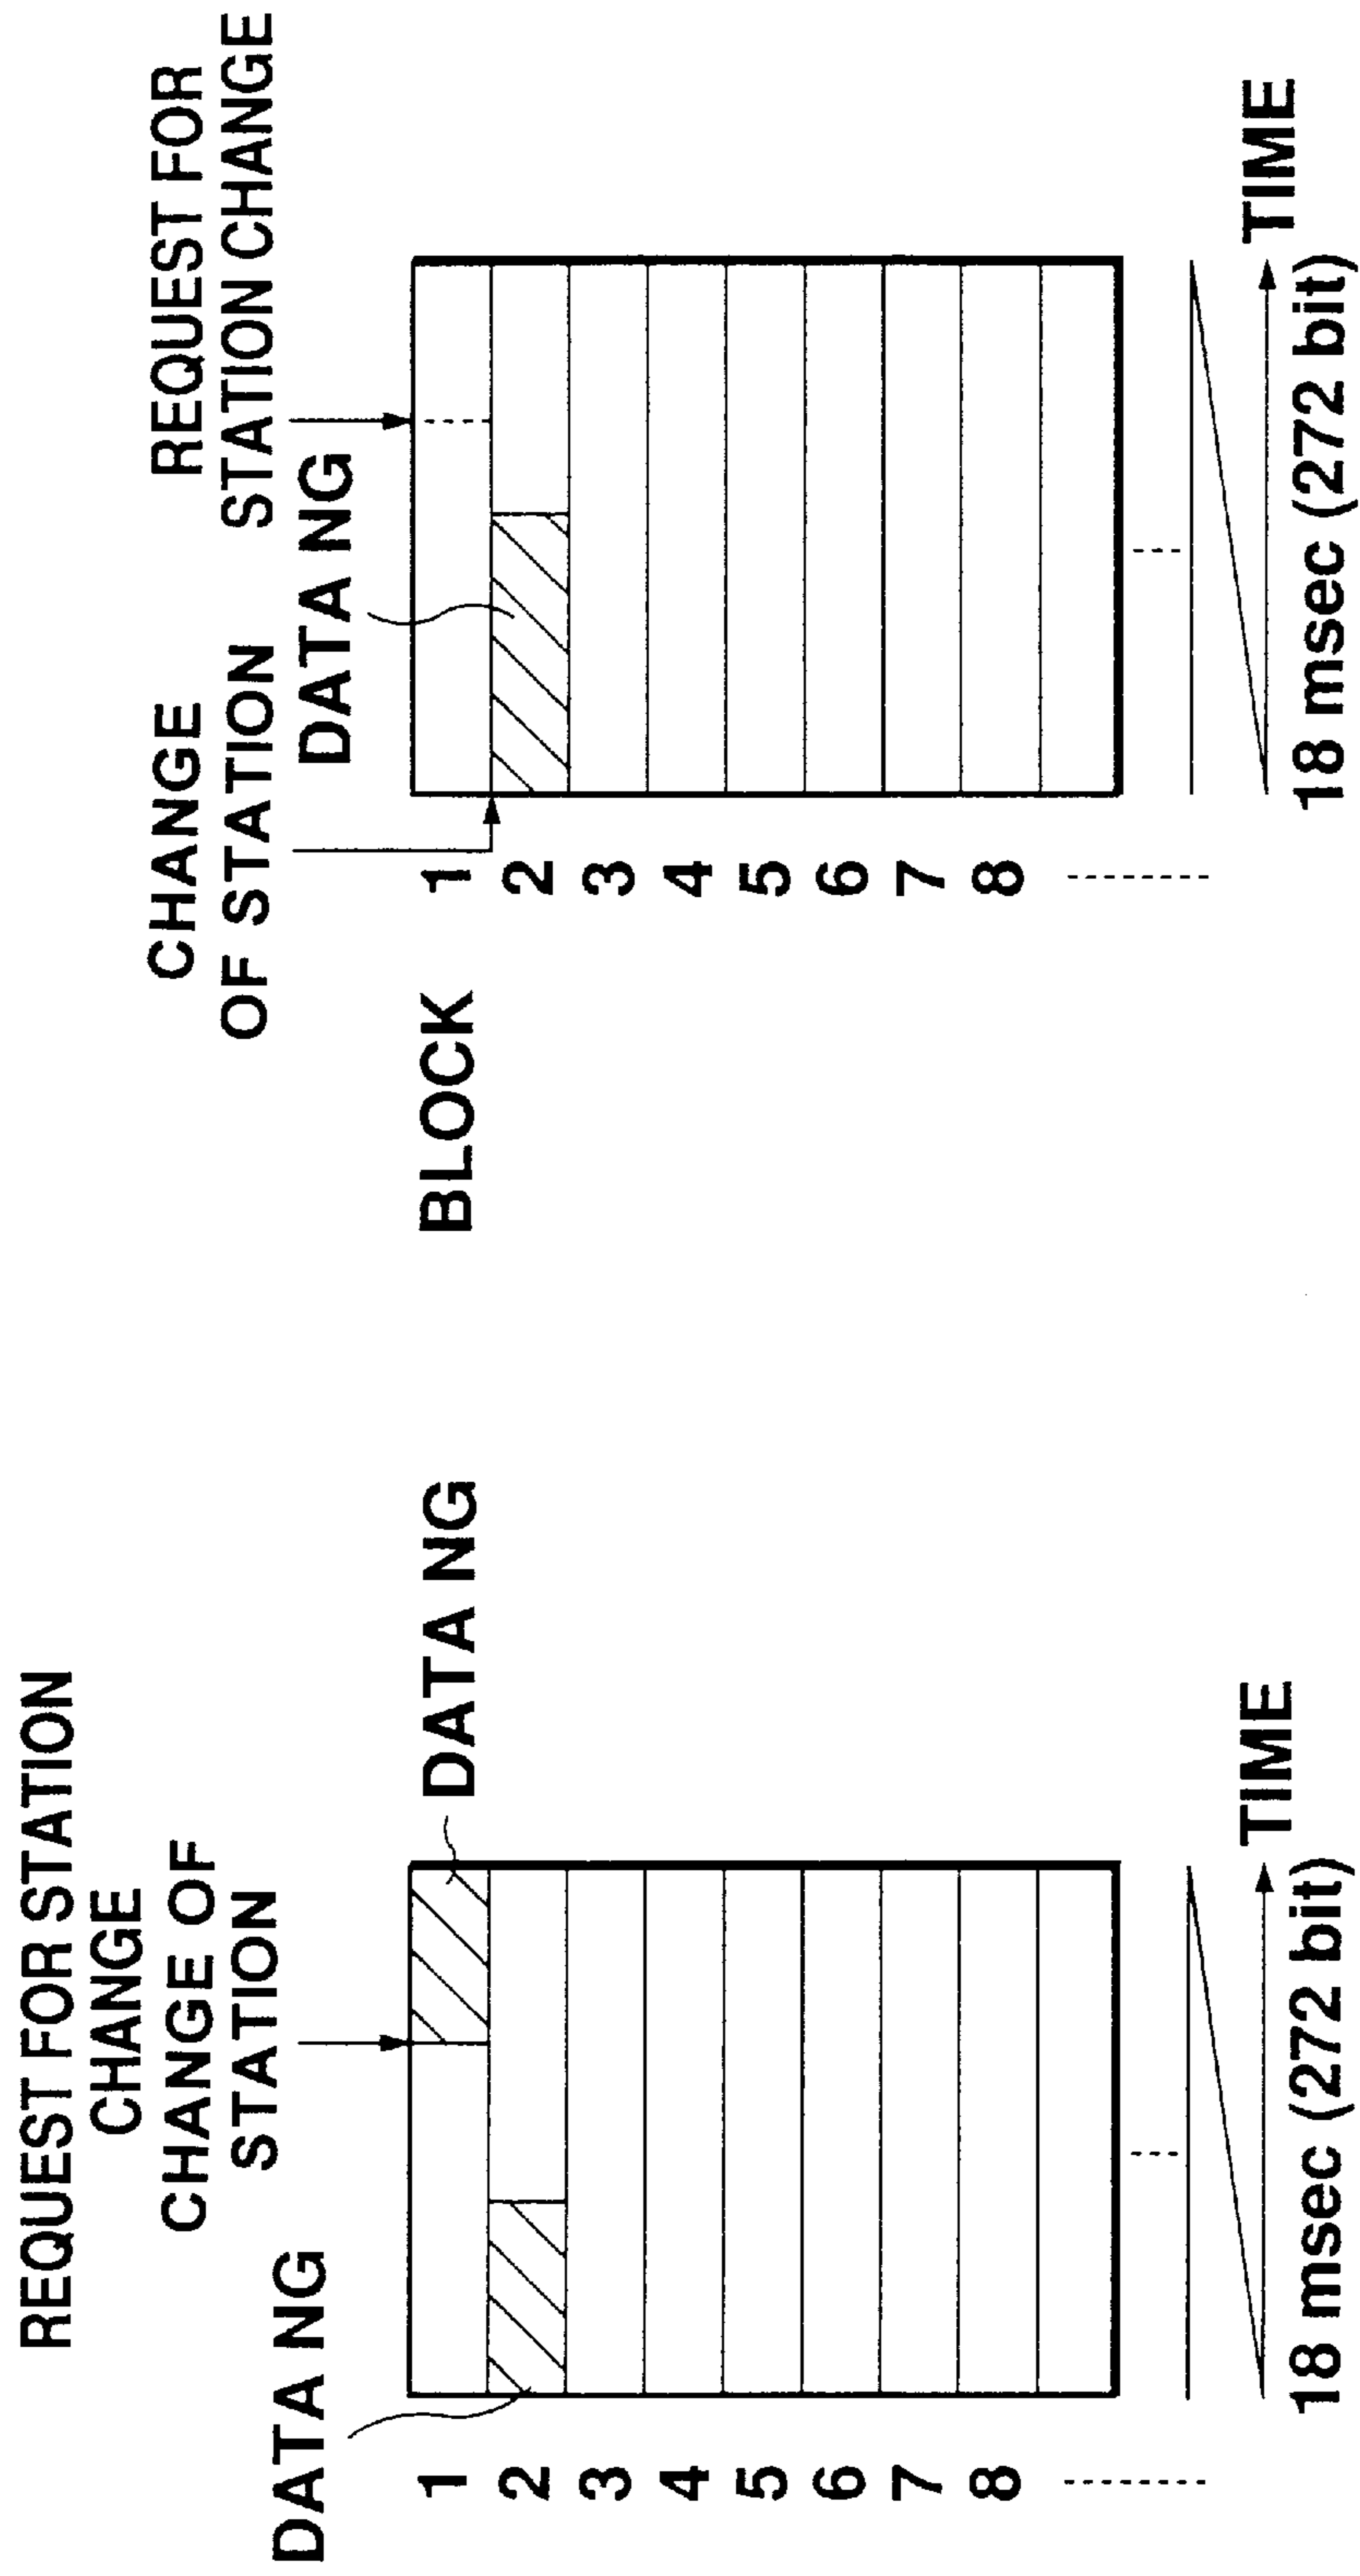 REQUEST FOR STATION
CHANGE
CHANGE OF
STATION
DATA NG
DATA NG
1
2
3
4
5
6
7
8
TIME
18 msec (272 bit)
CHANGE
OF STATION
REQUEST FOR
STATION CHANGE
DATA NG
BLOCK
1
2
3
4
5
6
7
8
TIME
18 msec (272 bit)